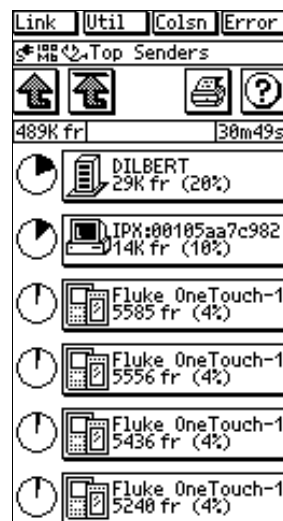 Link Util Colsn Error
100 MB Top Senders
?
489K fr 30m49s
DILBERT
29K fr (20%)
IPX:00105aa7c982
14K fr (10%)
Fluke OneTouch-1
5585 fr (4%)
Fluke OneTouch-1
5556 fr (4%)
Fluke OneTouch-1
5436 fr (4%)
Fluke OneTouch-1
5240 fr (4%)